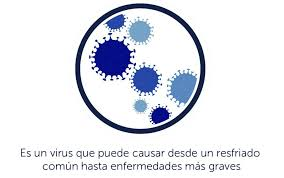 Es un virus que puede causar desde un resfriado
común hasta enfermedades más graves